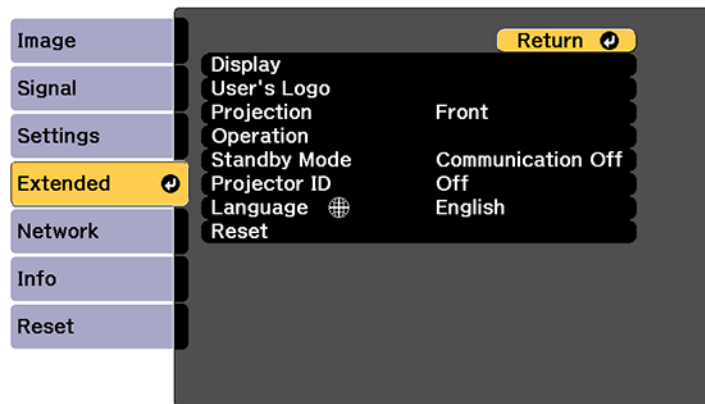 Image
Signal
Settings
Extended
Network
Info
Reset
Return
Display
User's Logo
Projection Front
Operation
Standby Mode Communication Off
Projector ID Off
Language English
Reset